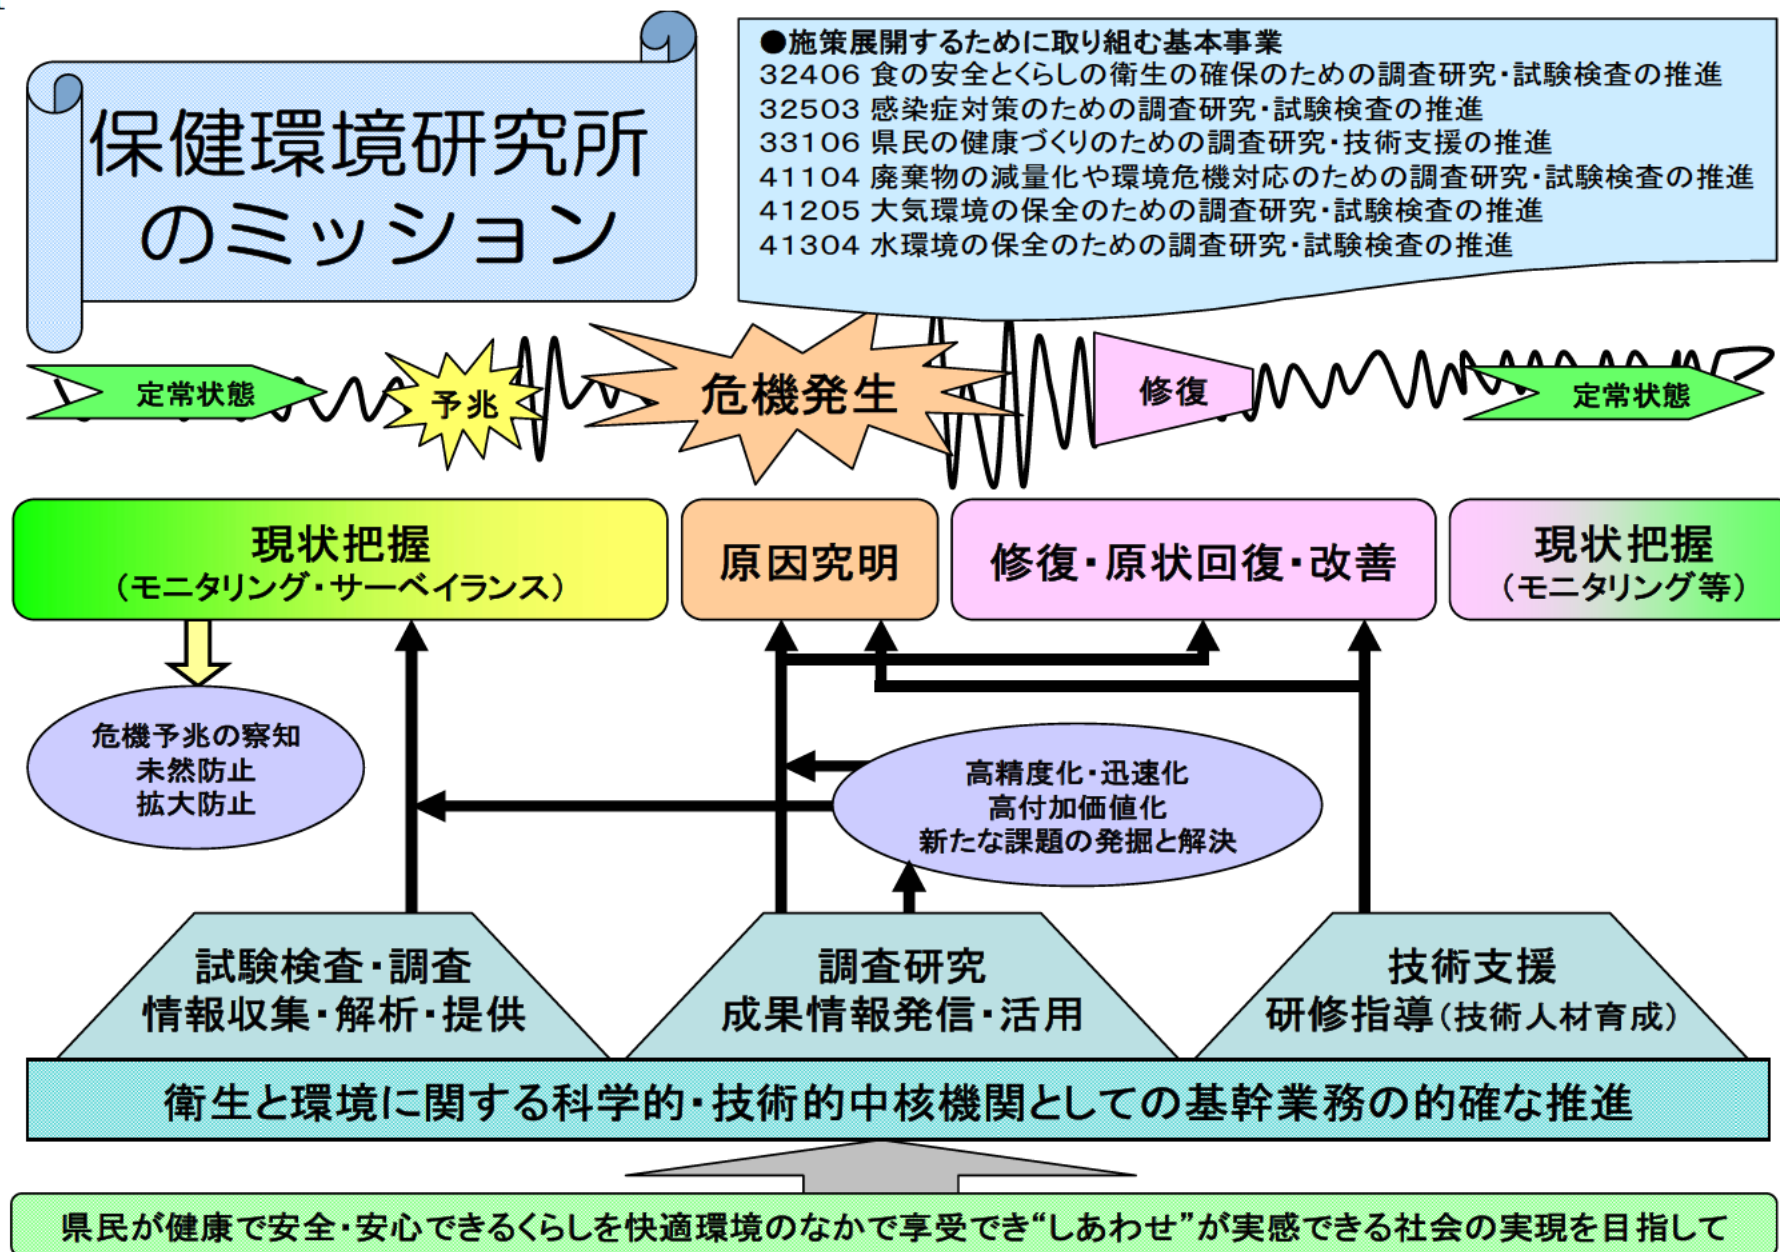 保健環境研究所
のミッション
●施策展開するために取り組む基本事業
32406 食の安全とくらしの衛生の確保のための調査研究・試験検査の推進
32503 感染症対策のための調査研究・試験検査の推進
33106 県民の健康づくりのための調査研究・技術支援の推進
41104 廃棄物の減量化や環境危機対応のための調査研究・試験検査の推進
41205 大気環境の保全のための調査研究・試験検査の推進
41304 水環境の保全のための調査研究・試験検査の推進
定常状態
予兆
危機発生
修復
定常状態
現状把握
（モニタリング・サーベイランス）
原因究明
修復・原状回復・改善
現状把握
（モニタリング等）
危機予兆の察知
未然防止
拡大防止
高精度化・迅速化
高付加価値化
新たな課題の発掘と解決
試験検査・調査
情報収集・解析・提供
調査研究
成果情報発信・活用
技術支援
研修指導（技術人材育成）
衛生と環境に関する科学的・技術的中核機関としての基幹業務の的確な推進
県民が健康で安全・安心できるくらしを快適環境のなかで享受でき“しあわせ”が実感できる社会の実現を目指して